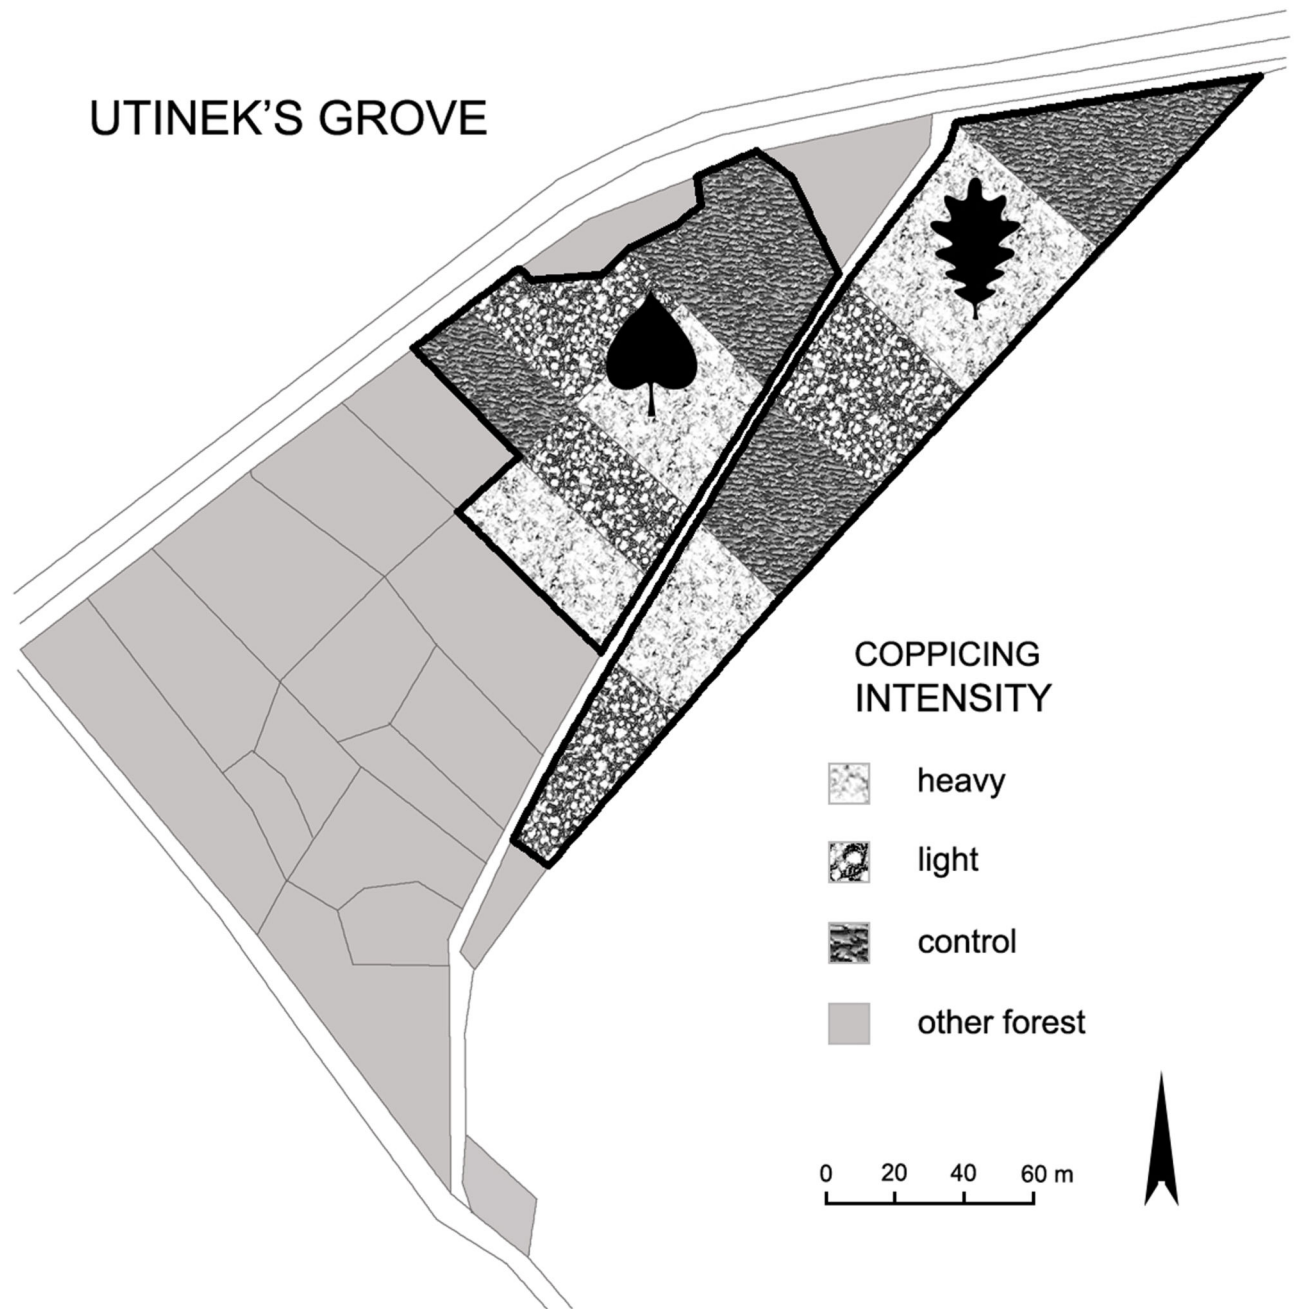 UTINEK’S GROVE
COPPICING
INTENSITY
heavy
light
control
other forest
0 20 40 60 m